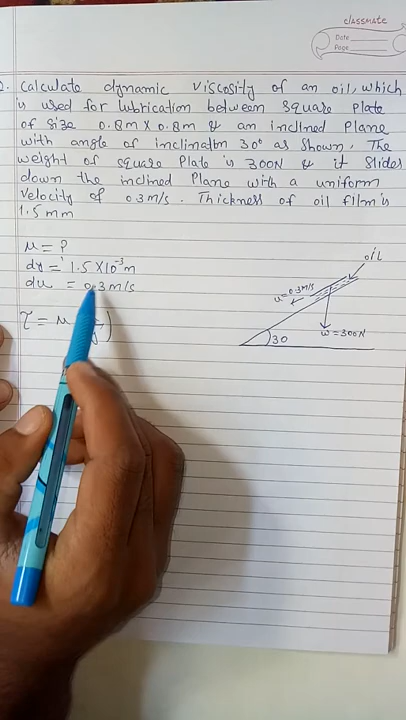 classmate
Date
Page
Calculate dynamic viscosity of an oil, which
is used for lubrication between square plate
of size 0.8m X 0.8m & an inclined plane
with angle of inclination 30° as shown. The
weight of square plate is 300N & it slides
down the inclined plane with a uniform
velocity of 0.3m/s. Thickness of oil film is
1.5 mm
μ = ?
dy = 1.5 X 10⁻³ m
du = 0.3 m/s
τ = μ
oil
u=0.3m/s
30
w=300N